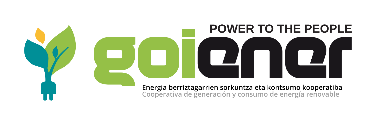 POWER TO THE PEOPLE
goiener
Energia berriztagarrien sorkuntza eta kontsumo kooperatiba
Cooperativa de generación y consumo de energía renovable